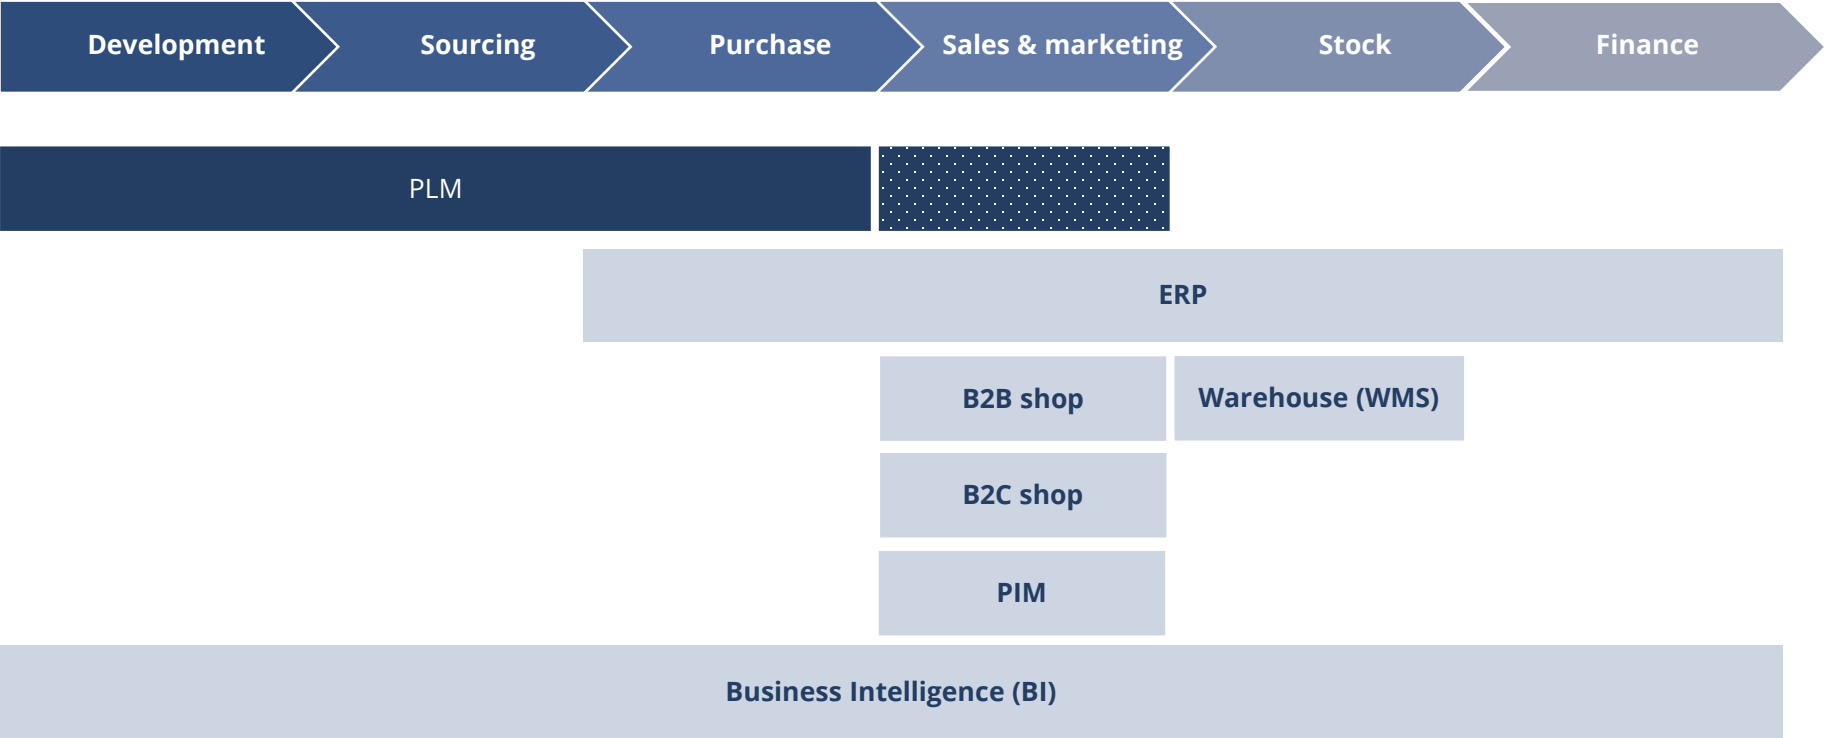 Development
Sourcing
Purchase
Sales & marketing
Stock
Finance
PLM
ERP
B2B shop
Warehouse (WMS)
B2C shop
PIM
Business Intelligence (BI)